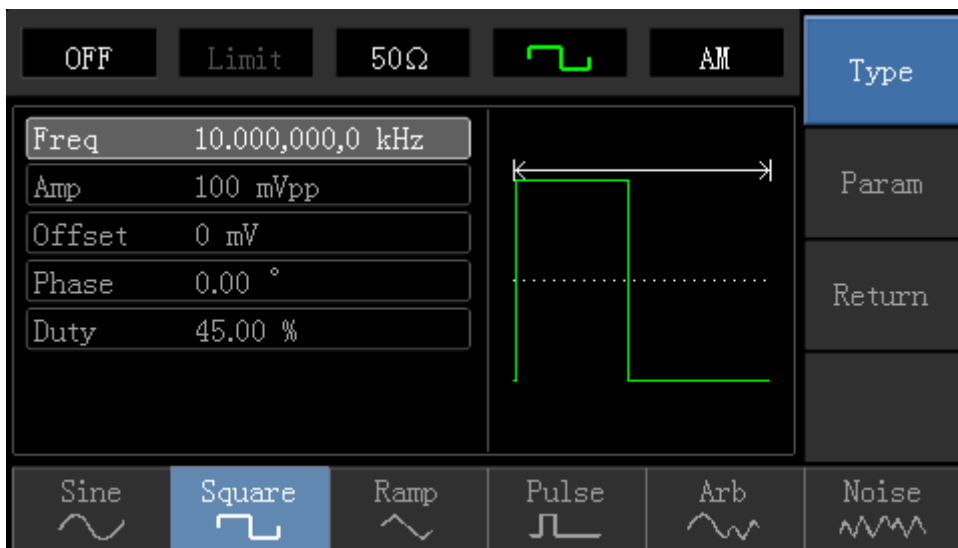 OFF Limit 50Ω AM
Type
Freq 10.000,000,0 kHz
Amp 100 mVpp
Offset 0 mV
Phase 0.00 °
Duty 45.00 %
Param
Return
Sine Square Ramp Pulse Arb Noise